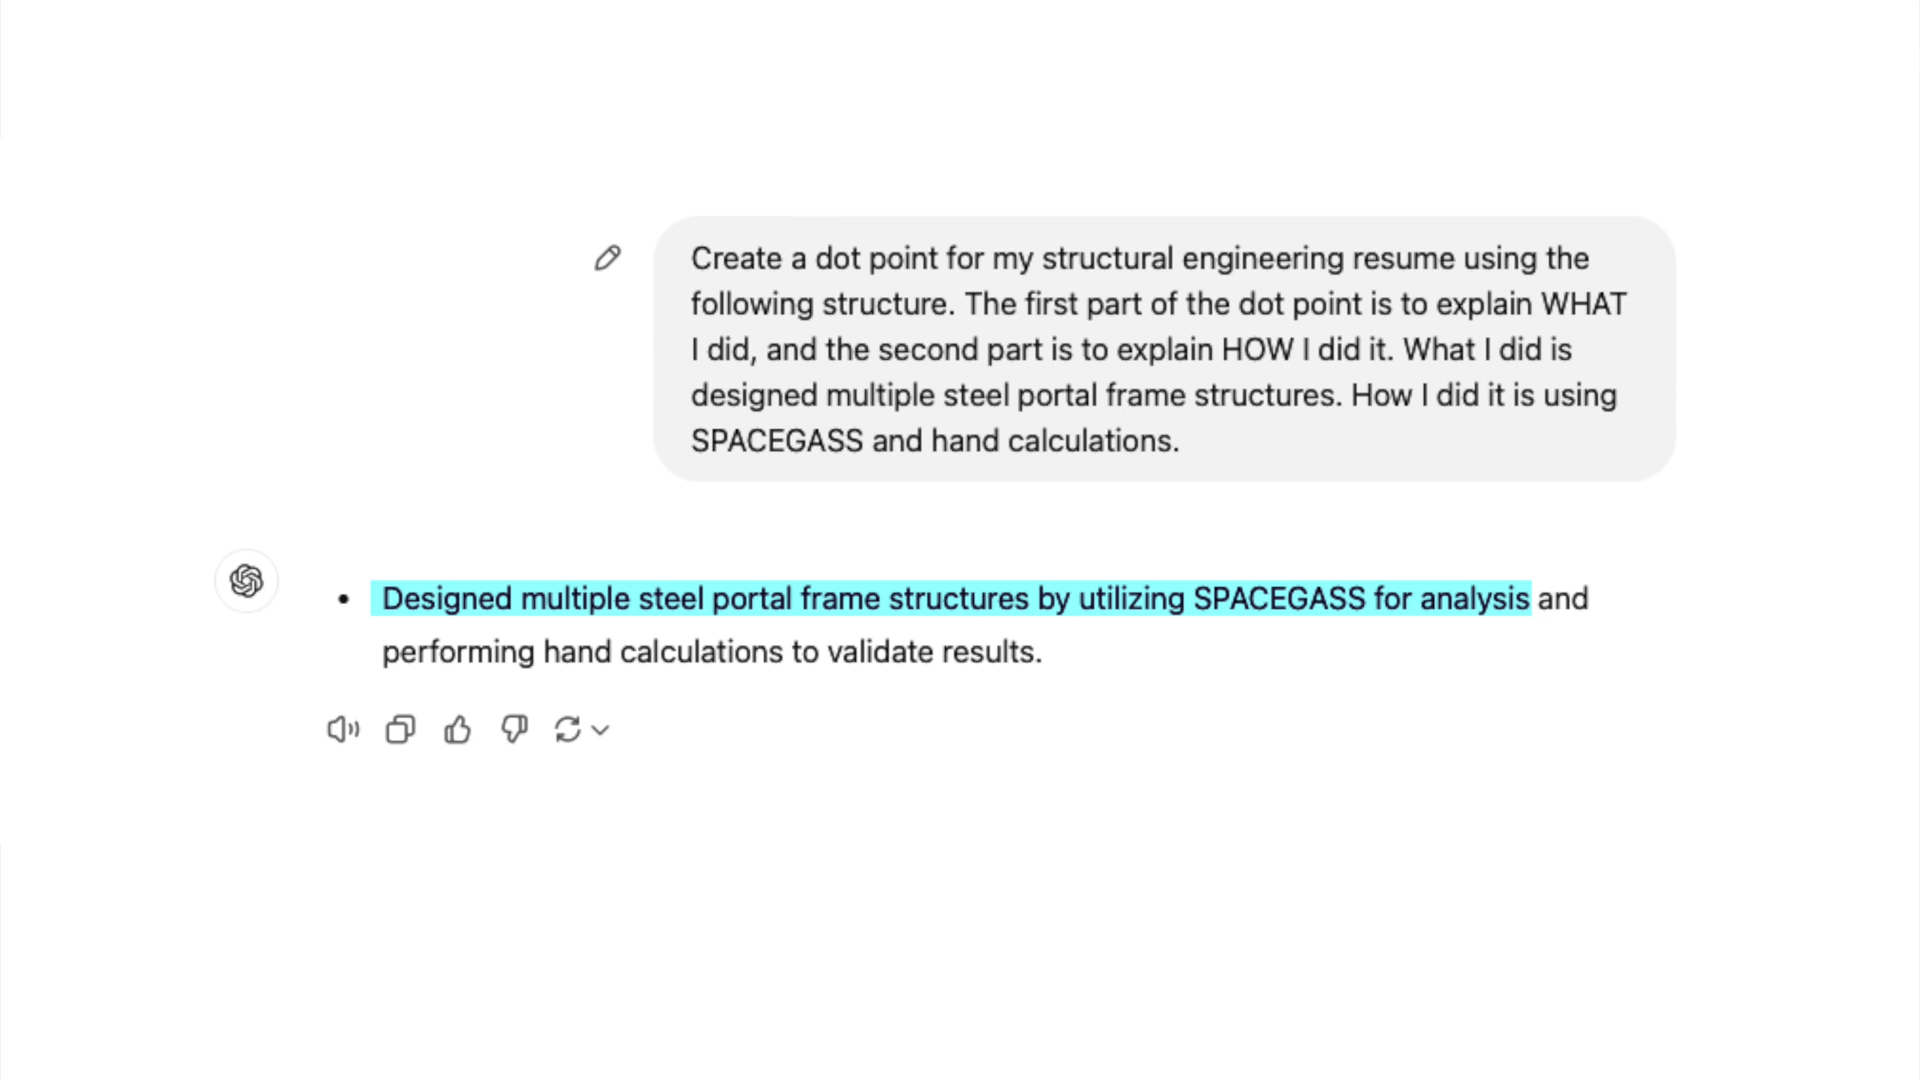 Create a dot point for my structural engineering resume using the
following structure. The first part of the dot point is to explain WHAT
I did, and the second part is to explain HOW I did it. What I did is
designed multiple steel portal frame structures. How I did it is using
SPACEGASS and hand calculations.
• Designed multiple steel portal frame structures by utilizing SPACEGASS for analysis and
performing hand calculations to validate results.